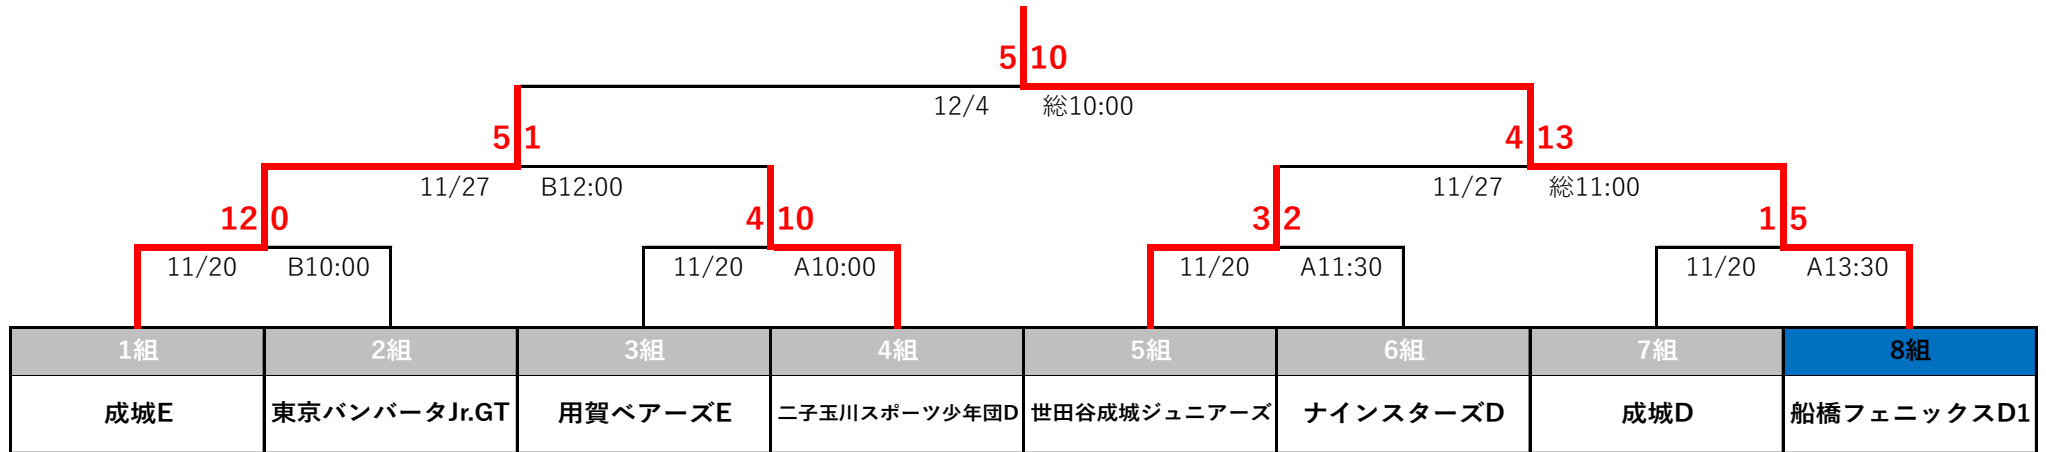 5 10
12/4 総10:00
5 1 4 13
11/27 B12:00 11/27 総11:00
12 0 4 10 3 2 1 5
11/20 B10:00 11/20 A10:00 11/20 A11:30 11/20 A13:30
1組 2組 3組 4組 5組 6組 7組 8組
成城E 東京バンバータJr.GT 用賀ベアーズE 二子玉川スポーツ少年団D 世田谷成城ジュニアーズ ナインスターズD 成城D 船橋フェニックスD1